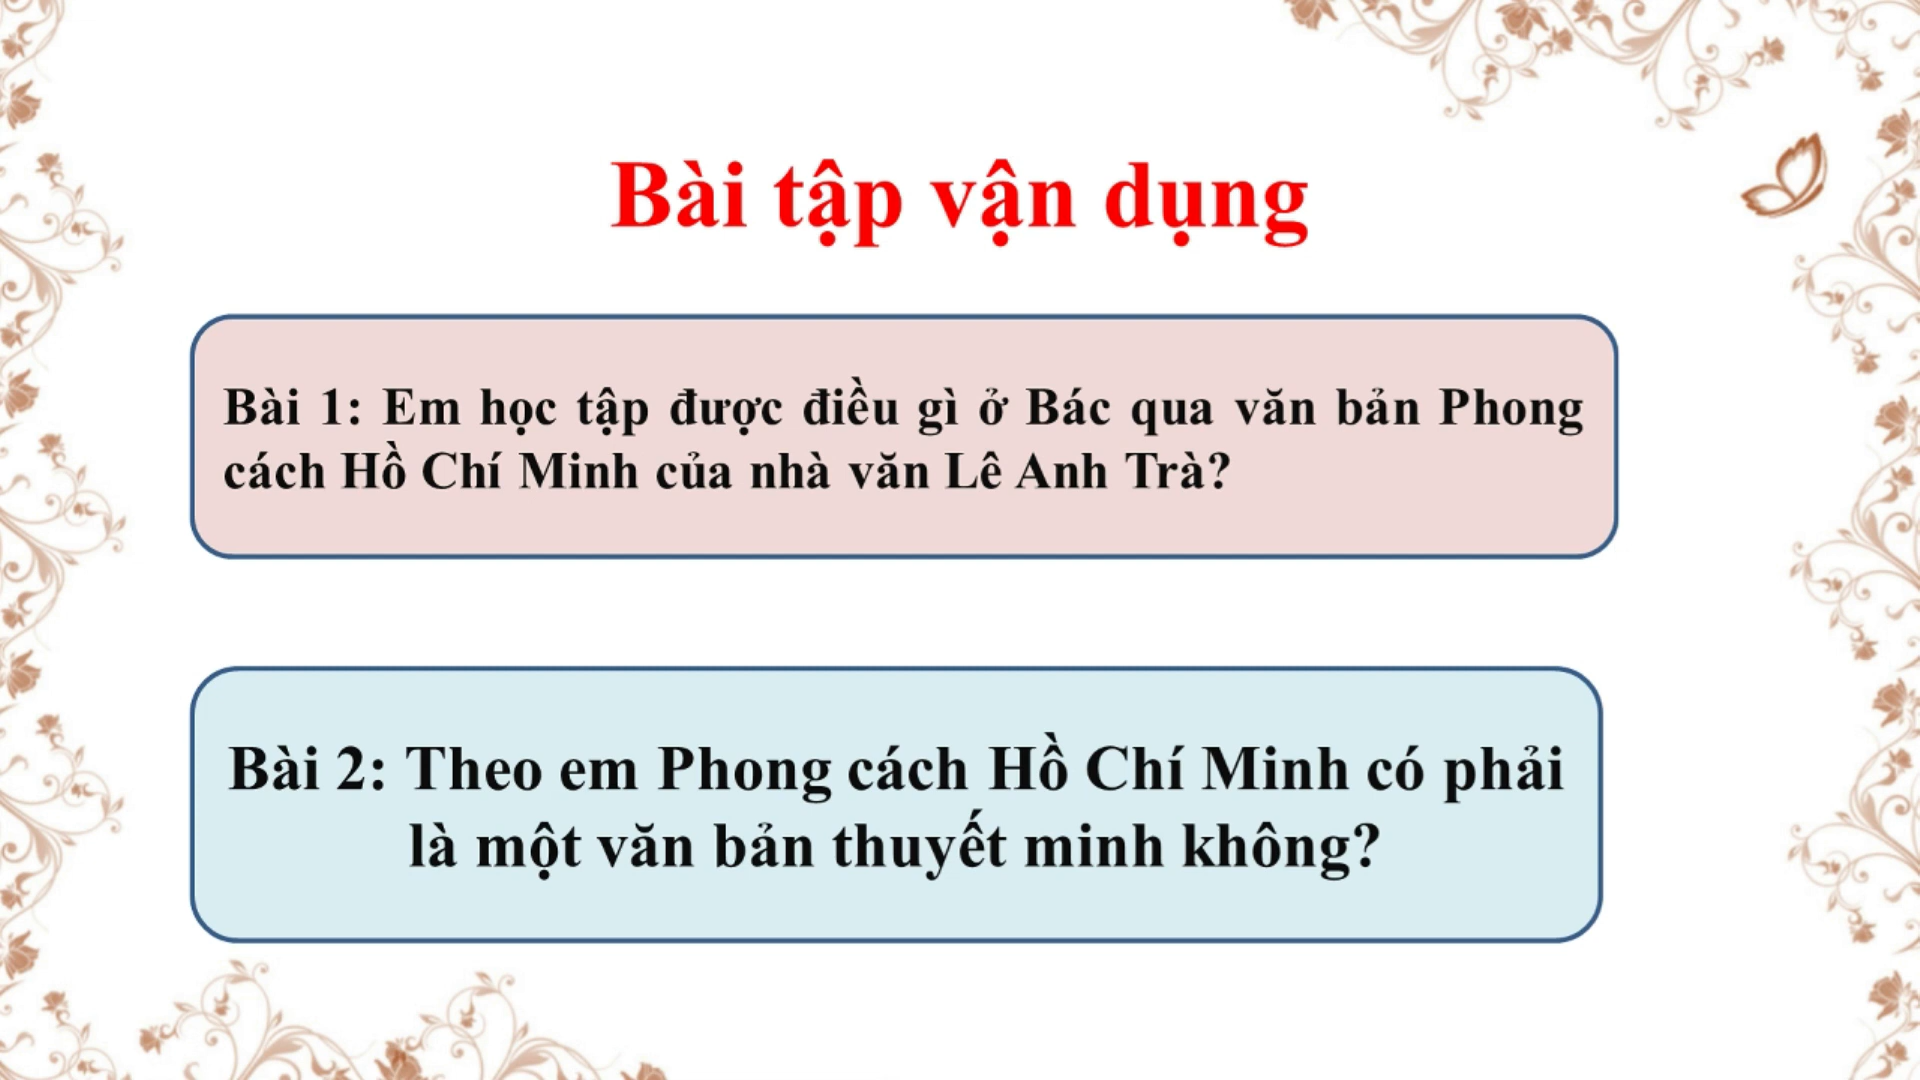 Bài tập vận dụng
Bài 1: Em học tập được điều gì ở Bác qua văn bản Phong
cách Hồ Chí Minh của nhà văn Lê Anh Trà?
Bài 2: Theo em Phong cách Hồ Chí Minh có phải
là một văn bản thuyết minh không?